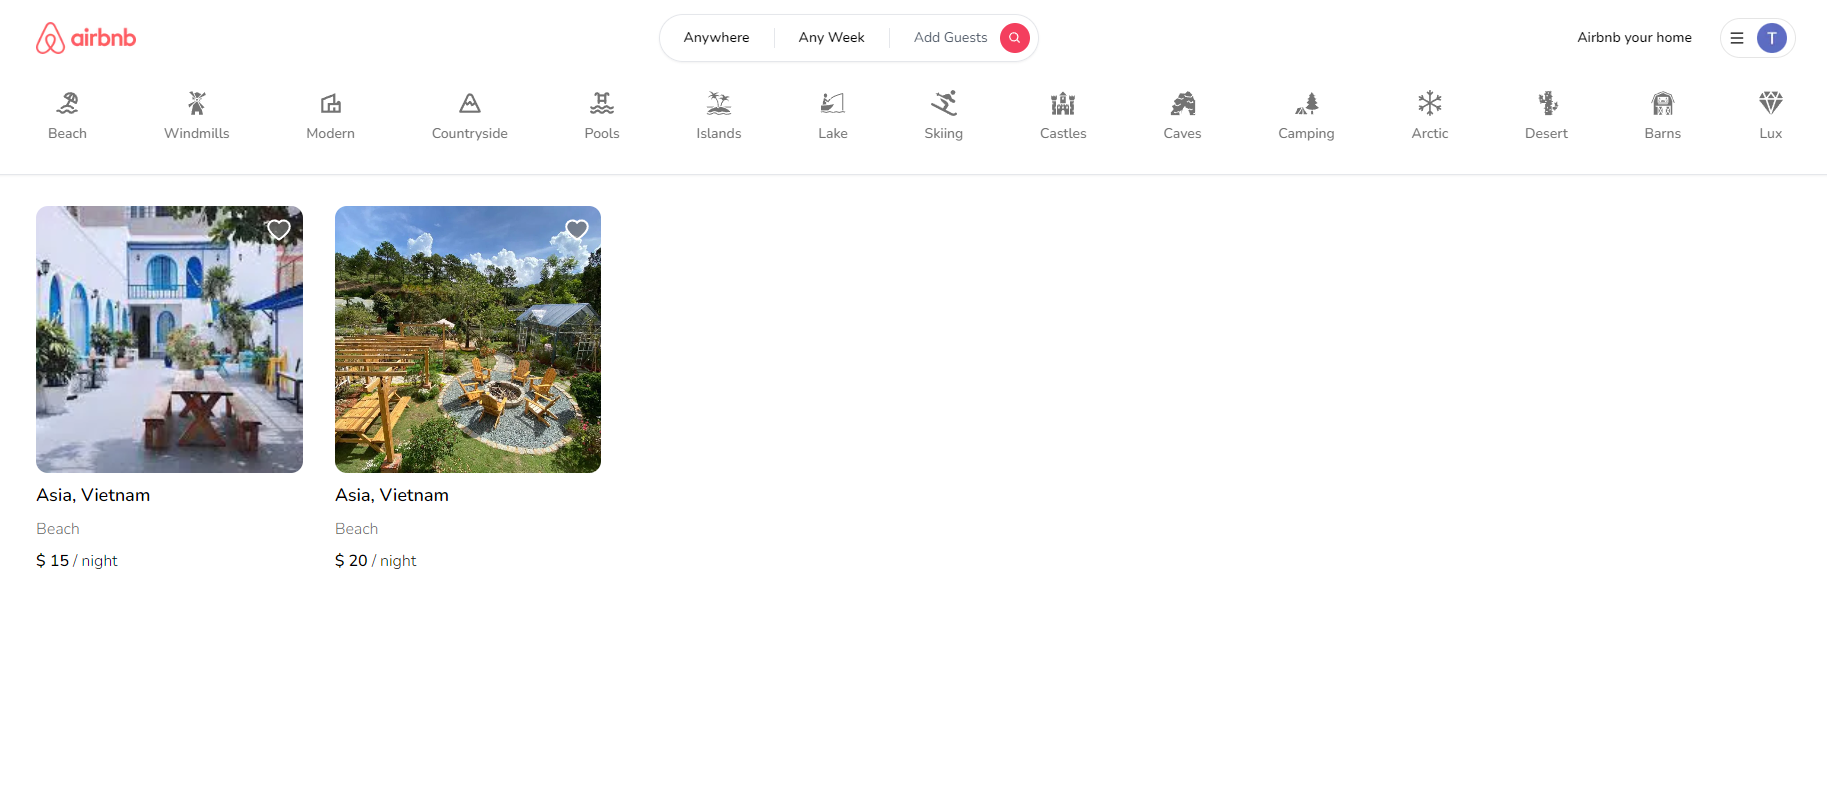 airbnb
Anywhere
Any Week
Add Guests
Airbnb your home
T
Beach
Windmills
Modern
Countryside
Pools
Islands
Lake
Skiing
Castles
Caves
Camping
Arctic
Desert
Barns
Lux
Asia, Vietnam
Beach
$ 15 / night
Asia, Vietnam
Beach
$ 20 / night